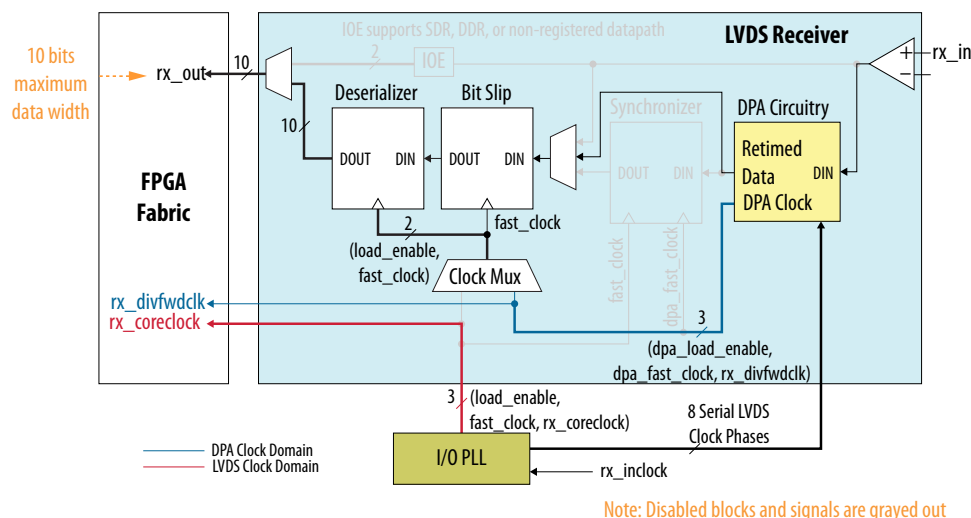 IOE supports SDR, DDR, or non-registered datapath
LVDS Receiver
10 bits
maximum
data width
rx_out
10
2
IOE
+
−
rx_in
Deserializer
Bit Slip
Synchronizer
DPA Circuitry
10
DOUT
DIN
DOUT
DIN
DOUT
DIN
Retimed
Data
DIN
DPA Clock
FPGA
Fabric
2
fast_clock
(load_enable,
fast_clock)
Clock Mux
fast_clock
dpa_fast_clock
rx_divfwdclk
rx_coreclock
3
(dpa_load_enable,
dpa_fast_clock, rx_divfwdclk)
3
(load_enable,
fast_clock, rx_coreclock)
8 Serial LVDS
Clock Phases
DPA Clock Domain
LVDS Clock Domain
I/O PLL
rx_inclock
Note: Disabled blocks and signals are grayed out